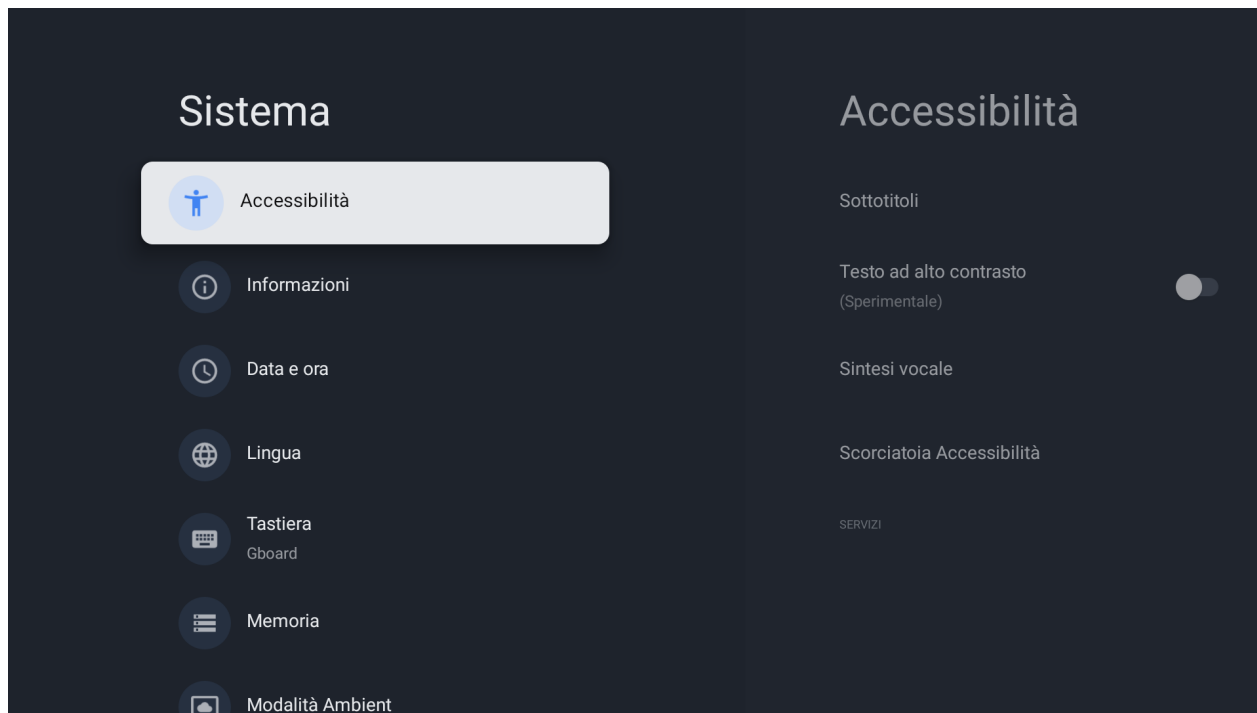 Sistema
Accessibilità
Informazioni
Data e ora
Lingua
Tastiera
Gboard
Memoria
Modalità Ambient
Accessibilità
Sottotitoli
Testo ad alto contrasto
(Sperimentale)
Sintesi vocale
Scorciatoia Accessibilità
SERVIZI